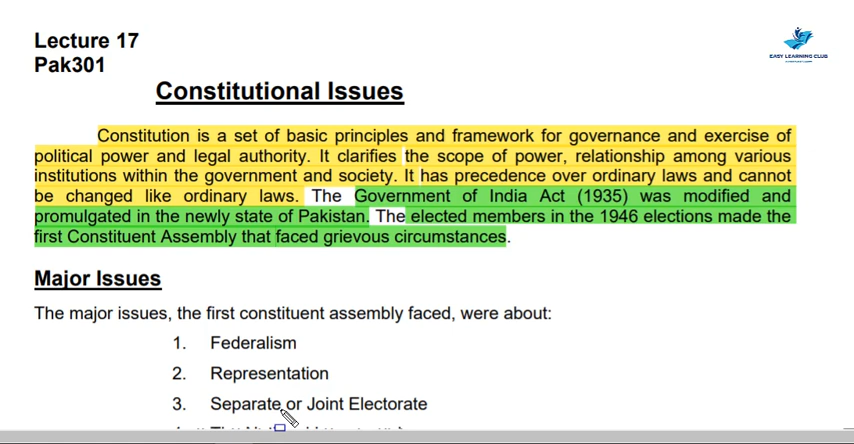 Lecture 17
Pak301
EASY LEARNING CLUB
Constitutional Issues
Constitution is a set of basic principles and framework for governance and exercise of
political power and legal authority. It clarifies the scope of power, relationship among various
institutions within the government and society. It has precedence over ordinary laws and cannot
be changed like ordinary laws. The Government of India Act (1935) was modified and
promulgated in the newly state of Pakistan. The elected members in the 1946 elections made the
first Constituent Assembly that faced grievous circumstances.
Major Issues
The major issues, the first constituent assembly faced, were about:
1. Federalism
2. Representation
3. Separate or Joint Electorate